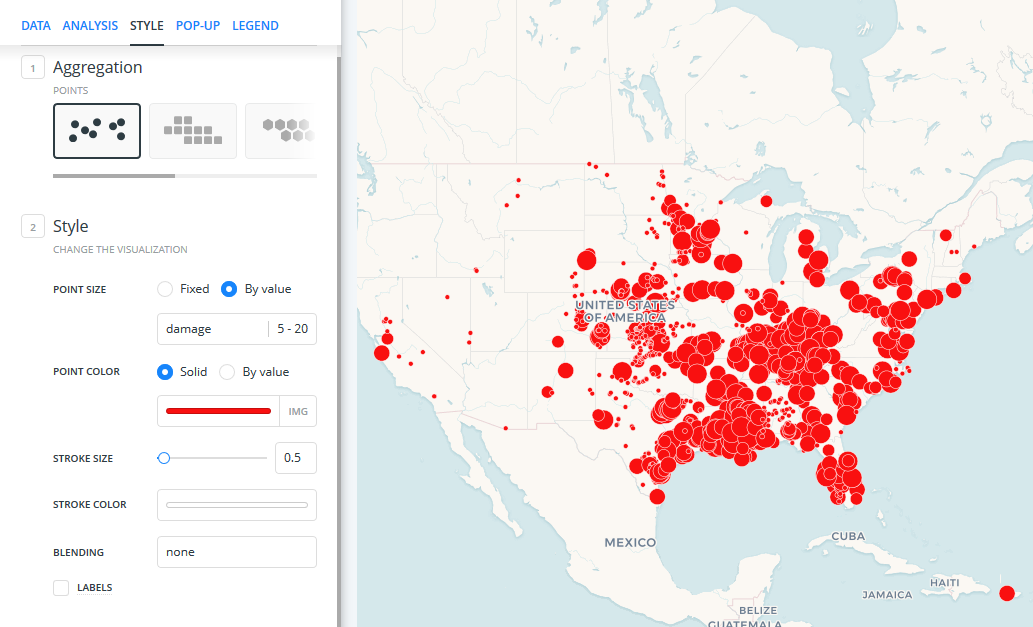 DATA ANALYSIS STYLE POP-UP LEGEND
1 Aggregation
POINTS
2 Style
CHANGE THE VISUALIZATION
POINT SIZE Fixed By value
damage 5 - 20
POINT COLOR Solid By value
IMG
STROKE SIZE 0.5
STROKE COLOR
BLENDING none
LABELS
UNITED STATES
OF AMERICA
MEXICO
CUBA
HAITI
JAMAICA
BELIZE
GUATEMALA